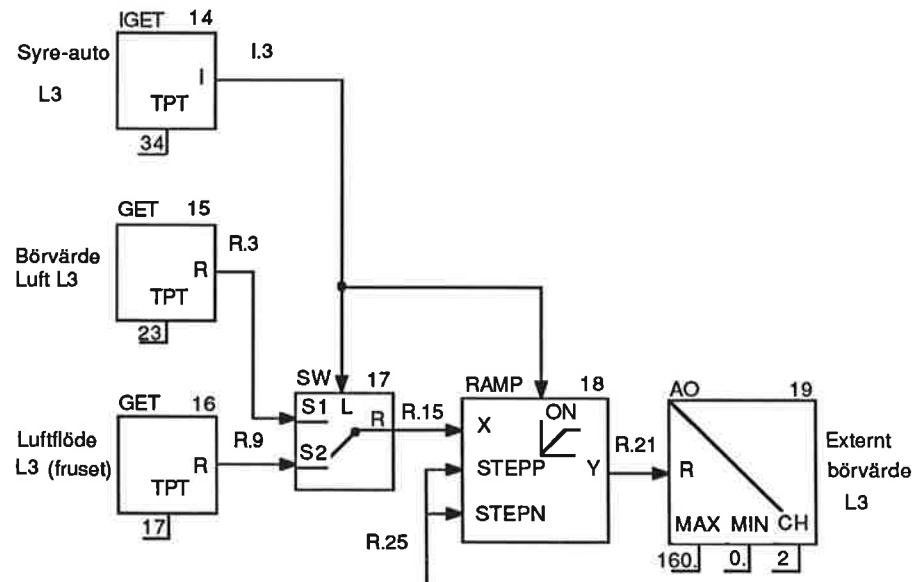 IGET 14
Syre-auto
L3
I
TPT
34
I.3
GET 15
Börvärde
Luft L3
R
TPT
23
R.3
GET 16
Luftflöde
L3 (fruset)
R
TPT
17
R.9
SW 17
S1 L
R
S2
R.15
RAMP 18
ON
X
STEPP
Y
STEPN
R.25
R.21
AO 19
R
MAX MIN CH
160. 0. 2
Externt
börvärde
L3